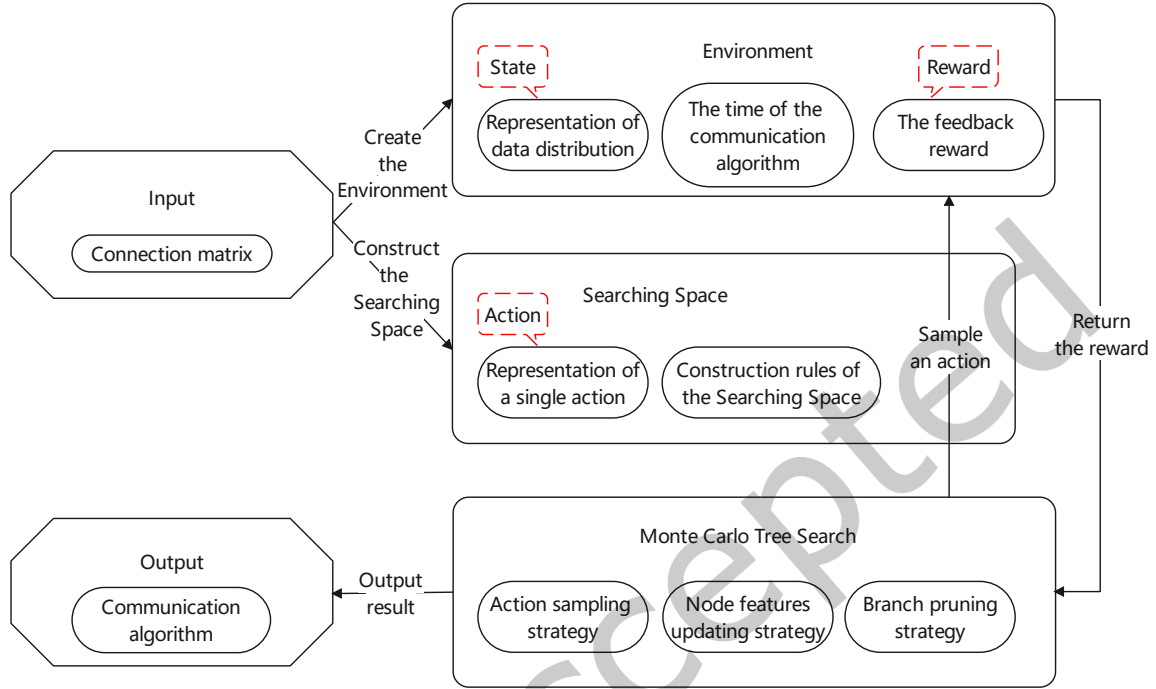 Environment
State
Reward
Representation of
data distribution
The time of the
communication
algorithm
The feedback
reward
Create
the
Environment
Input
Connection matrix
Construct
the
Searching
Space
Searching Space
Action
Representation of
a single action
Construction rules of
the Searching Space
Sample
an action
Return
the reward
Monte Carlo Tree Search
Action sampling
strategy
Node features
updating strategy
Branch pruning
strategy
Output
result
Output
Communication
algorithm
ccepted